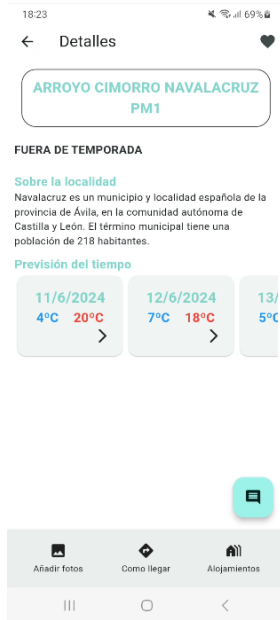 18:23 69%
Detalles
ARROYO CIMORRO NAVALACRUZ
PM1
FUERA DE TEMPORADA
Sobre la localidad
Navalacruz es un municipio y localidad española de la
provincia de Ávila, en la comunidad autónoma de
Castilla y León. El término municipal tiene una
población de 218 habitantes.
Previsión del tiempo
11/6/2024 12/6/2024 13/
4ºC 20ºC 7ºC 18ºC 5ºC
Añadir fotos Como llegar Alojamientos